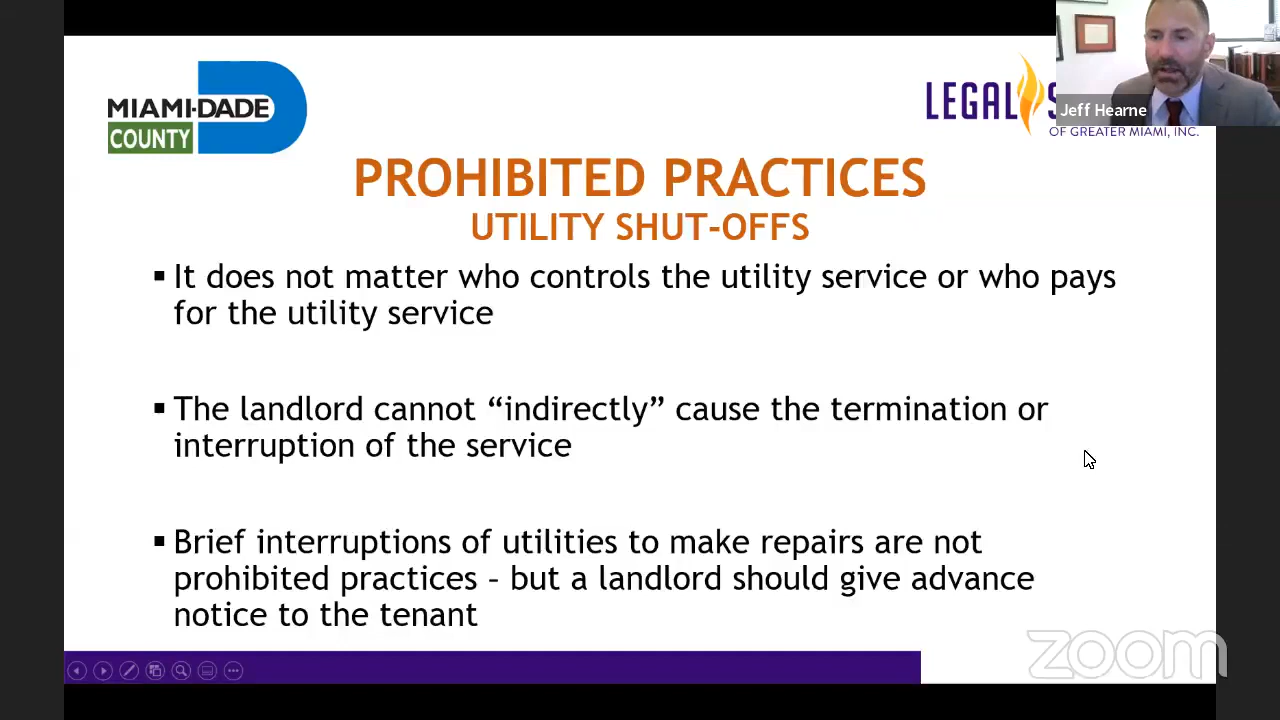 MIAMI-DADE
COUNTY
LEGAL S
OF GREATER MIAMI, INC.
Jeff Hearne
PROHIBITED PRACTICES
UTILITY SHUT-OFFS
▪ It does not matter who controls the utility service or who pays
for the utility service
▪ The landlord cannot “indirectly” cause the termination or
interruption of the service
▪ Brief interruptions of utilities to make repairs are not
prohibited practices – but a landlord should give advance
notice to the tenant
zoom